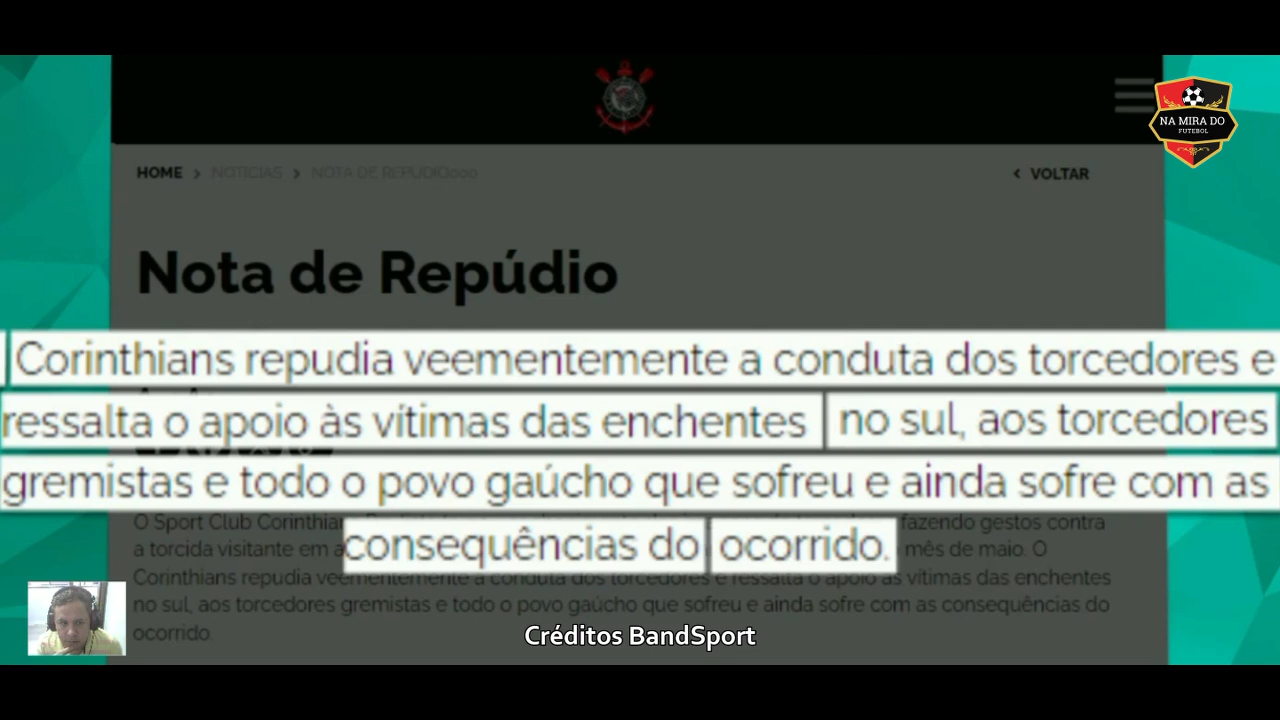 NA MIRA DO
FUTEBOL
HOME > NOTICIAS > NOTA DE REPUDIO000
< VOLTAR
Nota de Repúdio
Corinthians repudia veementemente a conduta dos torcedores e
ressalta o apoio às vítimas das enchentes no sul, aos torcedores
gremistas e todo o povo gaúcho que sofreu e ainda sofre com as
consequências do ocorrido.
O Sport Club Corinthians fazendo gestos contra
a torcida visitante em mês de maio. O
Corinthians repudia veementemente a conduta dos torcedores e ressalta o apoio às vítimas das enchentes
no sul, aos torcedores gremistas e todo o povo gaúcho que sofreu e ainda sofre com as consequências do
ocorrido
Créditos BandSport